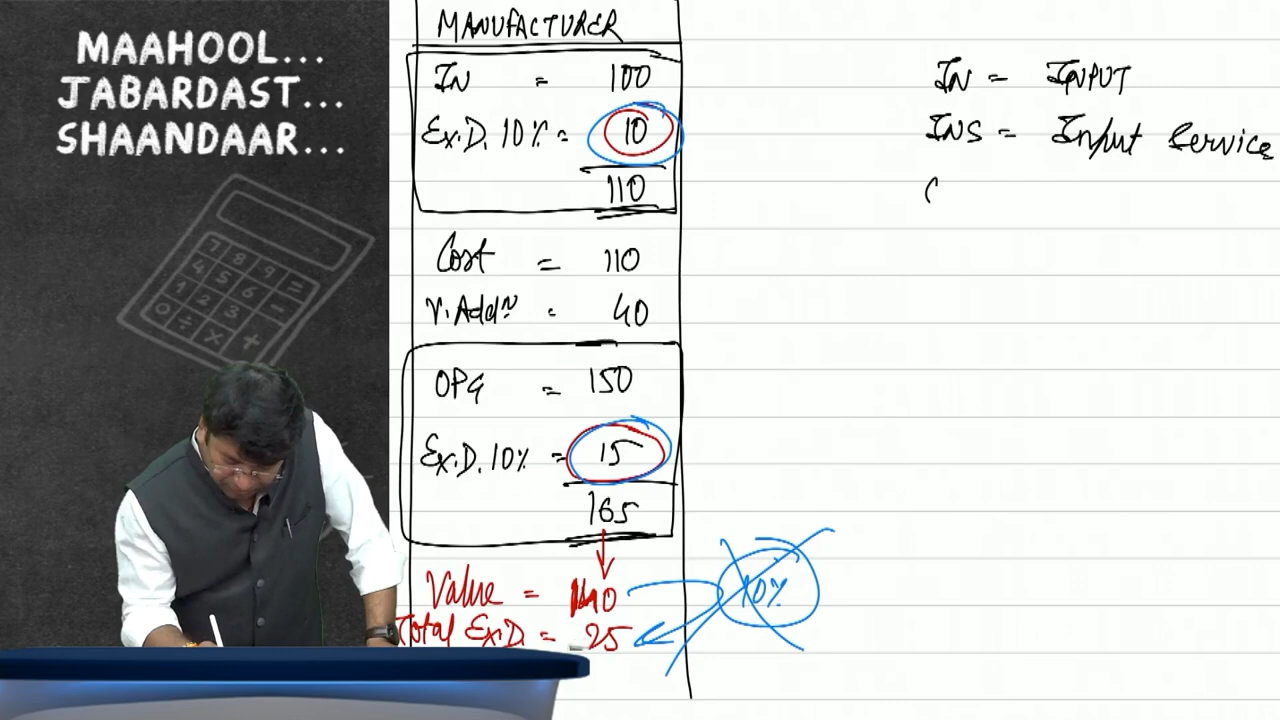 MAAHOOL...
JABARDAST...
SHAANDAAR...
MANUFACTURER
IN = 100
Ex.D. 10% = 10
110
Cost = 110
V. Addⁿ = 40
OPG = 150
Ex.D. 10% = 15
165
Value = 140
Total Ex.D. = 25
10%
IN = INPUT
INS = Input Service
(